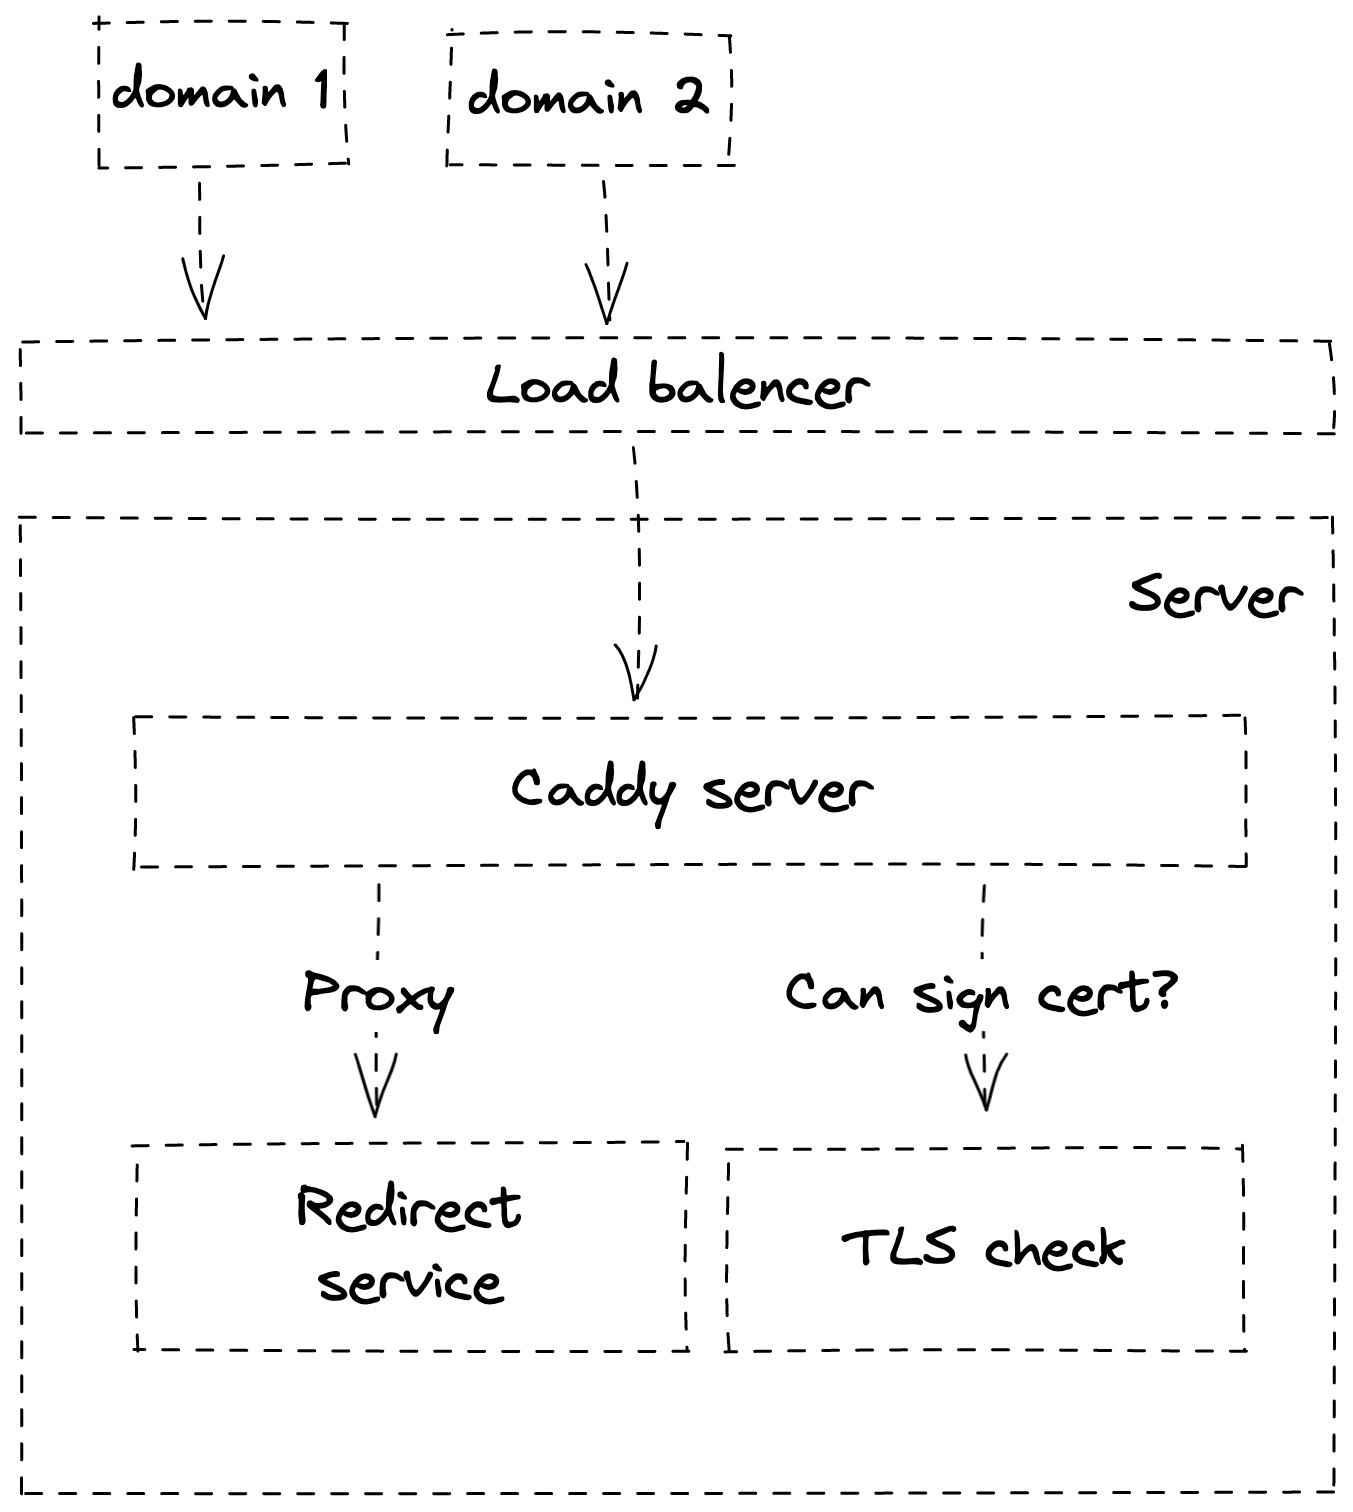 domain 1
domain 2
Load balencer
Server
Caddy server
Proxy
Can sign cert?
Redirect
service
TLS check